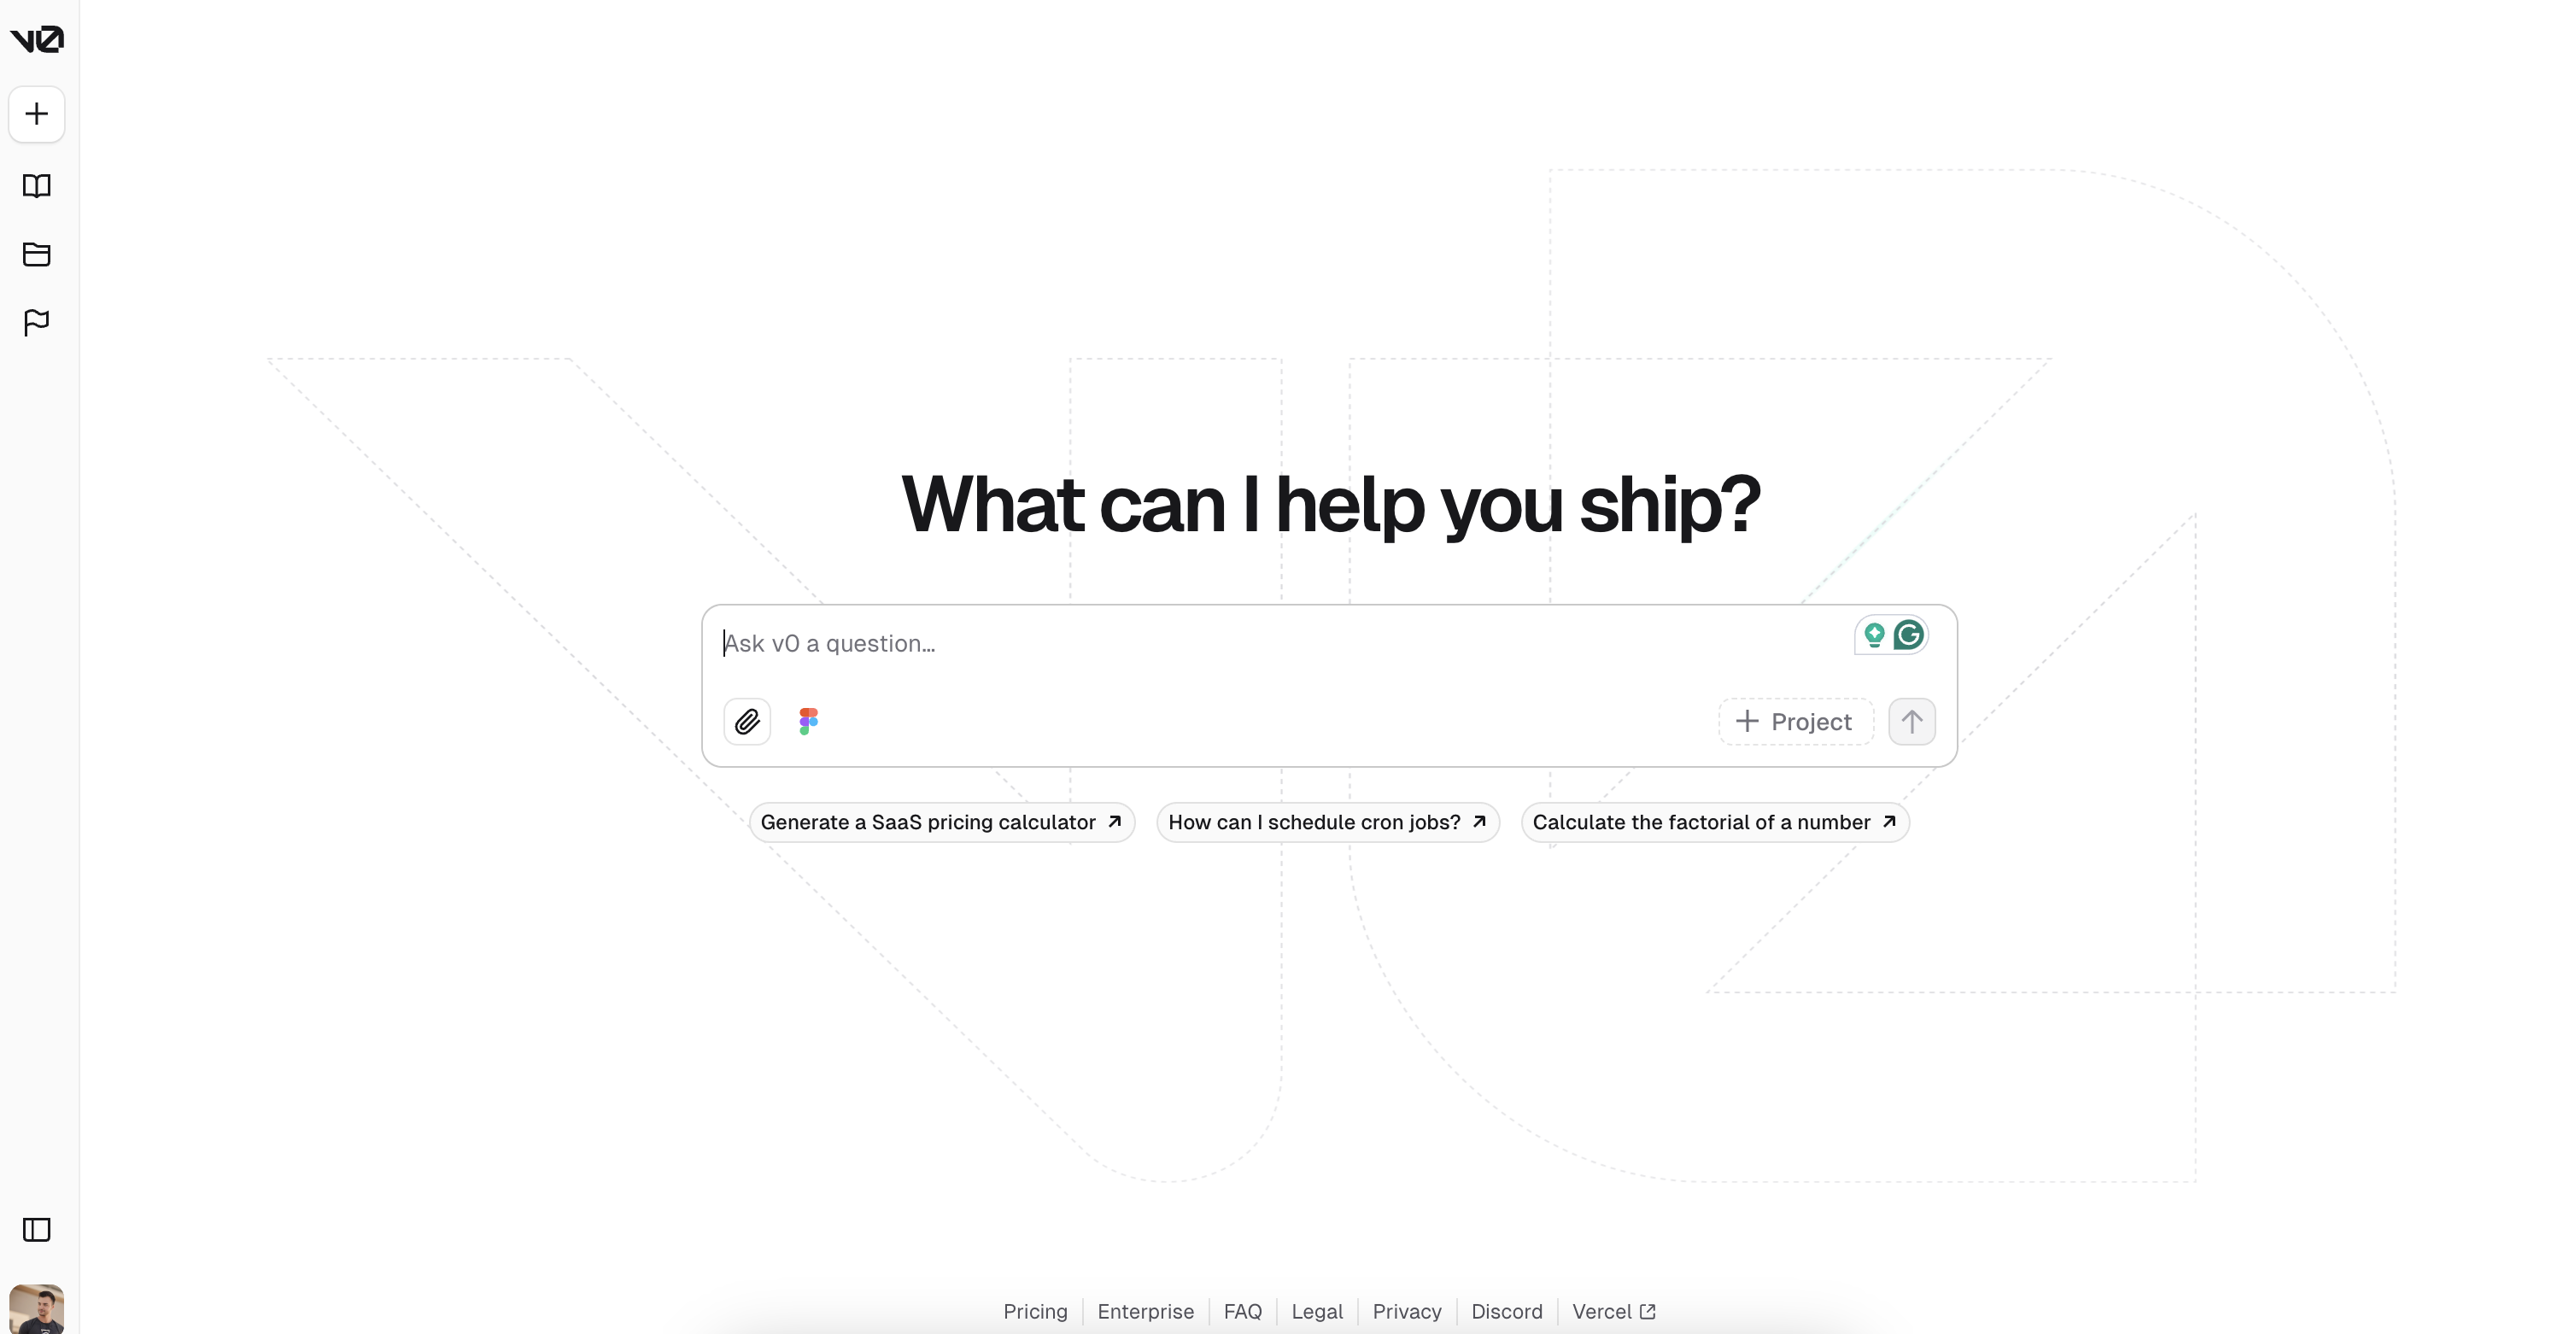 v0
What can I help you ship?
Ask v0 a question...
Project
Generate a SaaS pricing calculator
How can I schedule cron jobs?
Calculate the factorial of a number
Pricing
Enterprise
FAQ
Legal
Privacy
Discord
Vercel